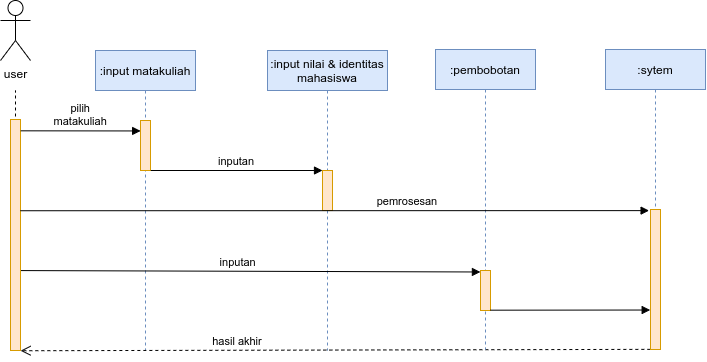 user
:input matakuliah
:input nilai & identitas
mahasiswa
:pembobotan
:sytem
pilih
matakuliah
inputan
pemrosesan
inputan
hasil akhir